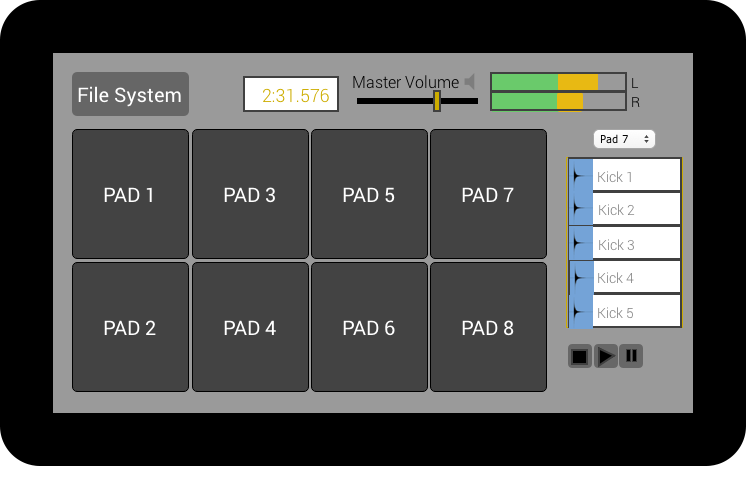 File System
2:31.576
Master Volume
L
R
Pad 7
PAD 1
PAD 3
PAD 5
PAD 7
Kick 1
Kick 2
Kick 3
Kick 4
Kick 5
PAD 2
PAD 4
PAD 6
PAD 8